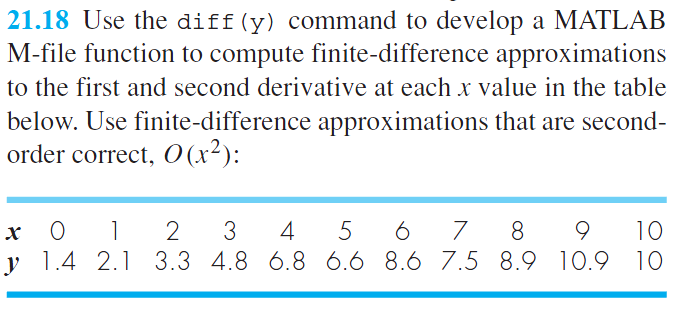 21.18 Use the diff(y) command to develop a MATLAB
M-file function to compute finite-difference approximations
to the first and second derivative at each x value in the table
below. Use finite-difference approximations that are second-
order correct, O(x²):
x 0 1 2 3 4 5 6 7 8 9 10
y 1.4 2.1 3.3 4.8 6.8 6.6 8.6 7.5 8.9 10.9 10